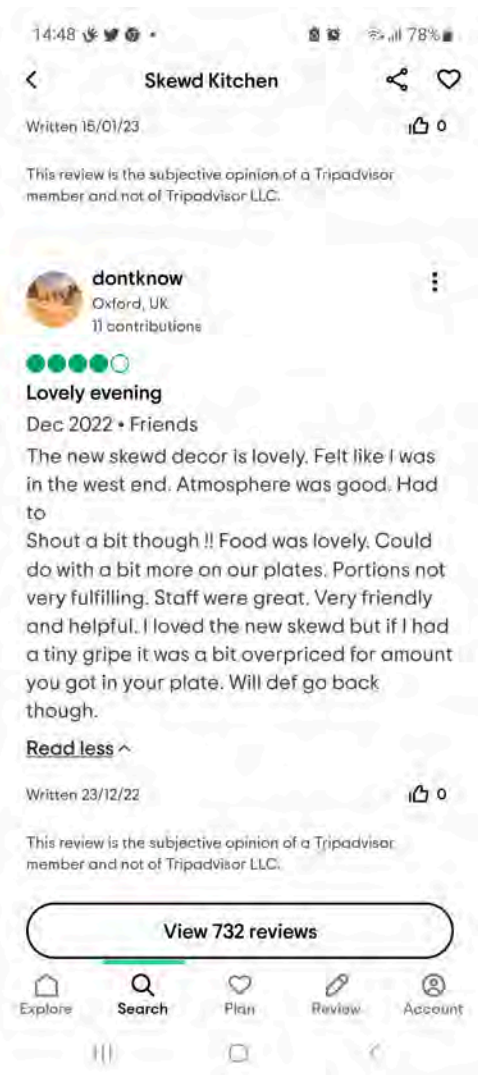 14:48
78%
Skewd Kitchen
Written 15/01/23
0
This review is the subjective opinion of a Tripadvisor
member and not of Tripadvisor LLC.
dontknow
Oxford, UK
11 contributions
Lovely evening
Dec 2022 • Friends
The new skewd decor is lovely. Felt like I was
in the west end. Atmosphere was good. Had
to
Shout a bit though !! Food was lovely. Could
do with a bit more on our plates. Portions not
very fulfilling. Staff were great. Very friendly
and helpful. I loved the new skewd but if I had
a tiny gripe it was a bit overpriced for amount
you got in your plate. Will def go back
though.
Read less
Written 23/12/22
0
This review is the subjective opinion of a Tripadvisor
member and not of Tripadvisor LLC.
View 732 reviews
Explore
Search
Plan
Review
Account